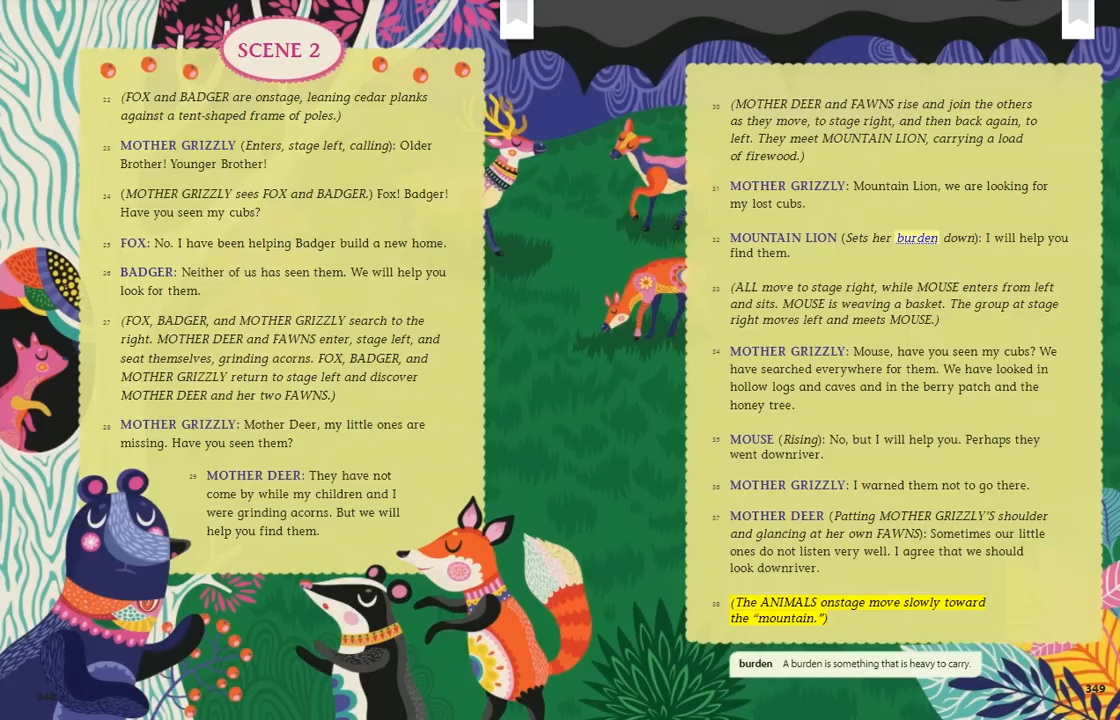 SCENE 2
22 (FOX and BADGER are onstage, leaning cedar planks
against a tent-shaped frame of poles.)
23 MOTHER GRIZZLY (Enters, stage left, calling): Older
Brother! Younger Brother!
24 (MOTHER GRIZZLY sees FOX and BADGER.) Fox! Badger!
Have you seen my cubs?
25 FOX: No. I have been helping Badger build a new home.
26 BADGER: Neither of us has seen them. We will help you
look for them.
27 (FOX, BADGER, and MOTHER GRIZZLY search to the
right. MOTHER DEER and FAWNS enter, stage left, and
seat themselves, grinding acorns. FOX, BADGER, and
MOTHER GRIZZLY return to stage left and discover
MOTHER DEER and her two FAWNS.)
28 MOTHER GRIZZLY: Mother Deer, my little ones are
missing. Have you seen them?
29 MOTHER DEER: They have not
come by while my children and I
were grinding acorns. But we will
help you find them.
348
30 (MOTHER DEER and FAWNS rise and join the others
as they move, to stage right, and then back again, to
left. They meet MOUNTAIN LION, carrying a load
of firewood.)
31 MOTHER GRIZZLY: Mountain Lion, we are looking for
my lost cubs.
32 MOUNTAIN LION (Sets her burden down): I will help you
find them.
33 (ALL move to stage right, while MOUSE enters from left
and sits. MOUSE is weaving a basket. The group at stage
right moves left and meets MOUSE.)
34 MOTHER GRIZZLY: Mouse, have you seen my cubs? We
have searched everywhere for them. We have looked in
hollow logs and caves and in the berry patch and the
honey tree.
35 MOUSE (Rising): No, but I will help you. Perhaps they
went downriver.
36 MOTHER GRIZZLY: I warned them not to go there.
37 MOTHER DEER (Patting MOTHER GRIZZLY'S shoulder
and glancing at her own FAWNS): Sometimes our little
ones do not listen very well. I agree that we should
look downriver.
38 (The ANIMALS onstage move slowly toward
the “mountain.”)
burden A burden is something that is heavy to carry.
349